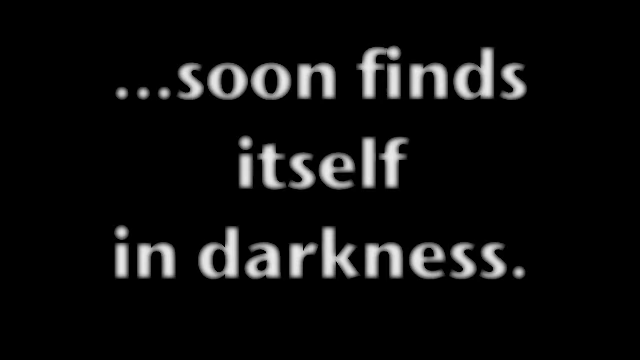 ...soon finds
itself
in darkness.